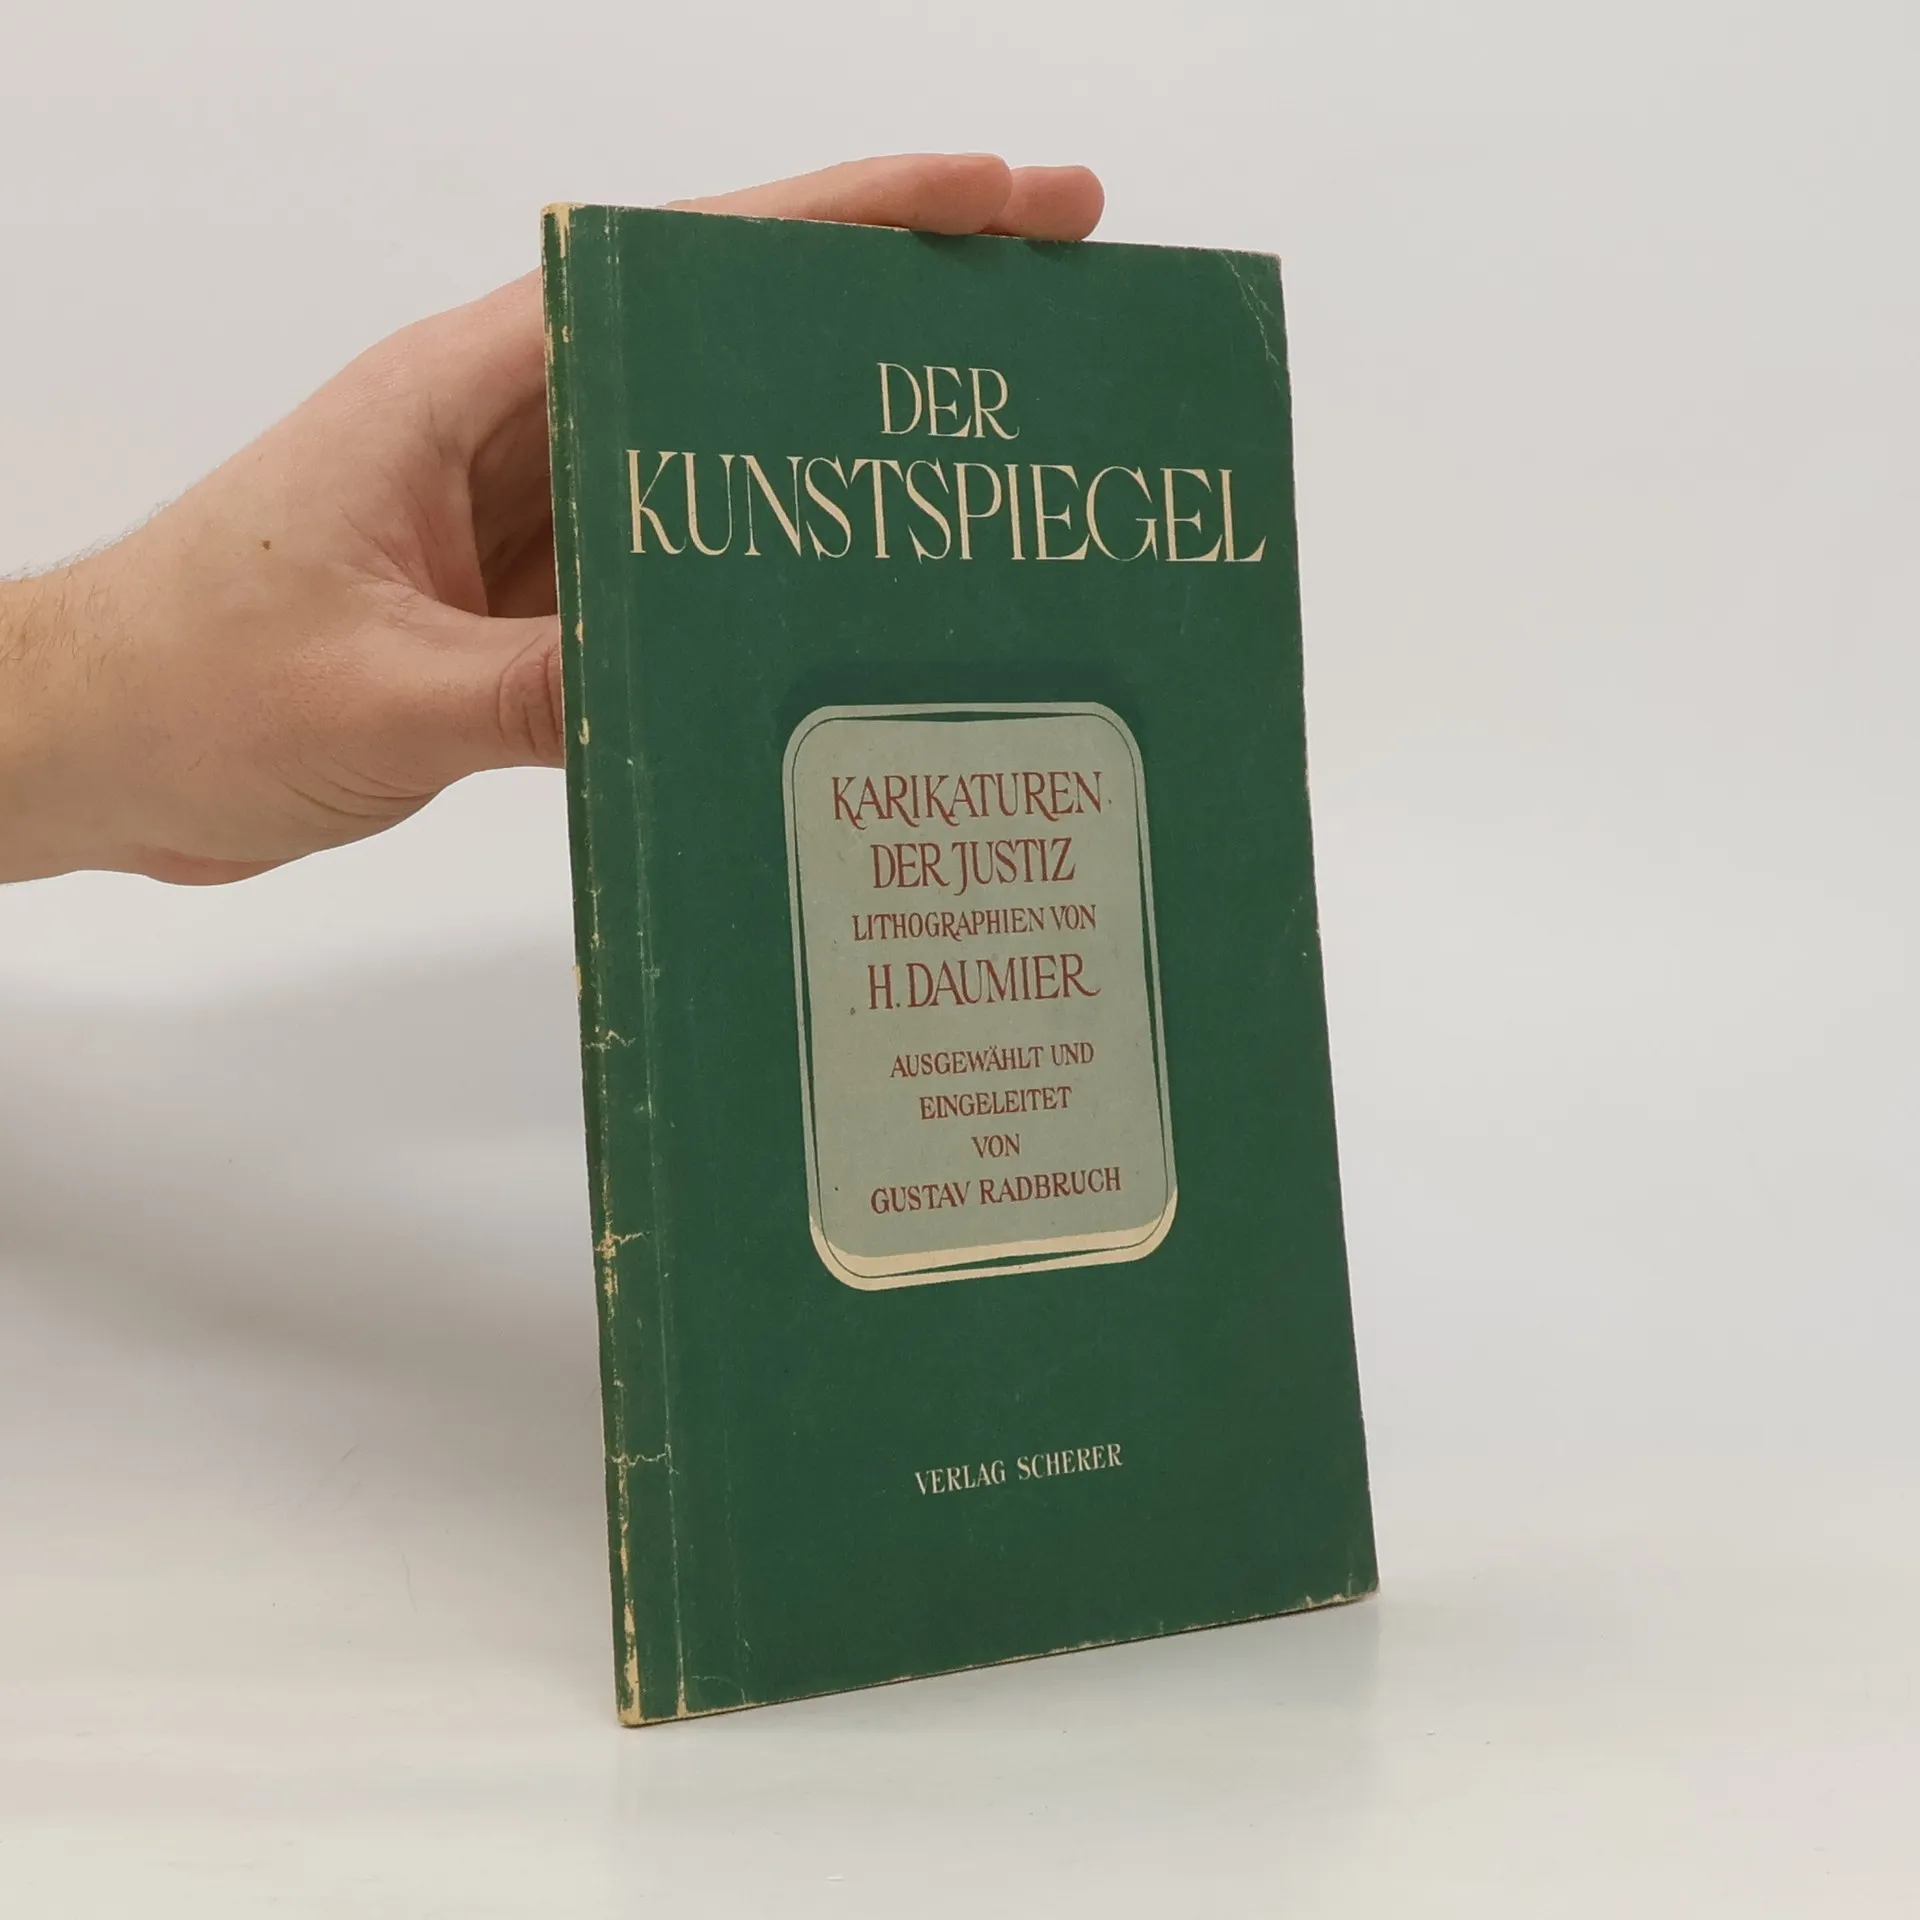 DER
KUNSTSPIEGEL
KARIKATUREN
DER JUSTIZ
LITHOGRAPHIEN VON
H. DAUMIER
AUSGEWÄHLT UND
EINGELEITET
VON
GUSTAV RADBRUCH
VERLAG SCHERER